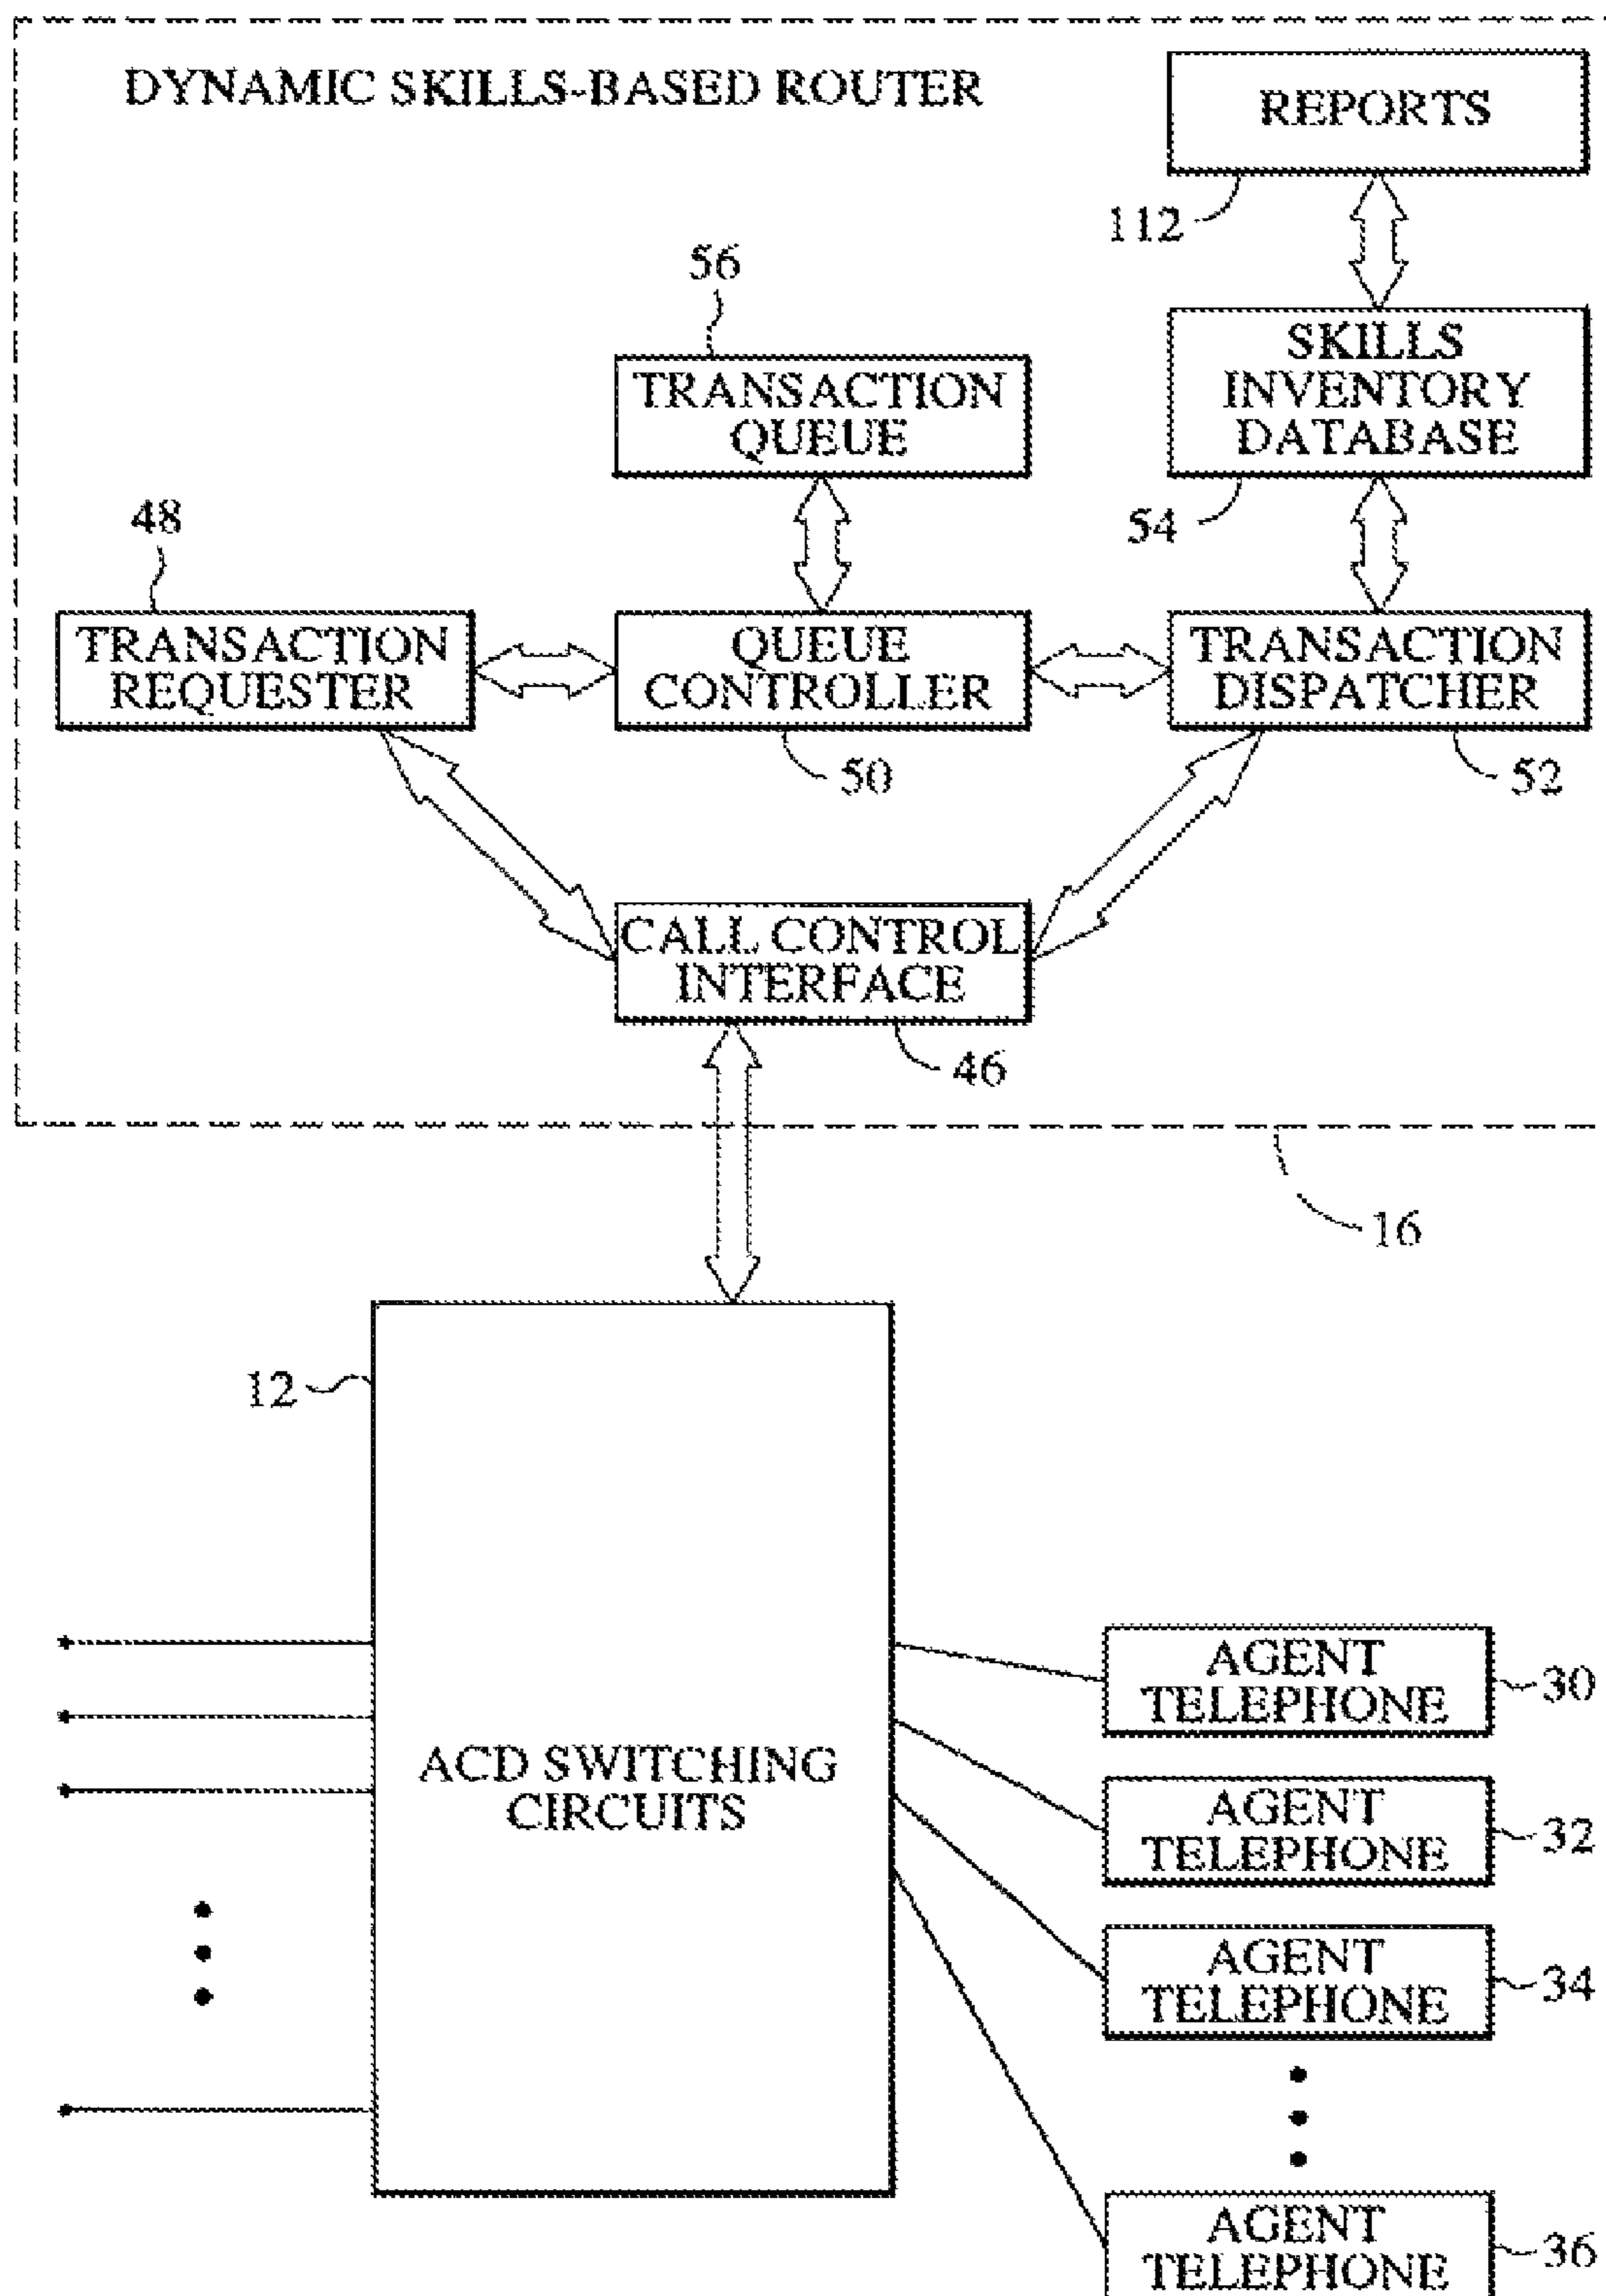 DYNAMIC SKILLS-BASED ROUTER
REPORTS
112
56
TRANSACTION
QUEUE
SKILLS
INVENTORY
DATABASE
54
48
TRANSACTION
REQUESTER
QUEUE
CONTROLLER
50
TRANSACTION
DISPATCHER
52
CALL CONTROL
INTERFACE
46
16
12
ACD SWITCHING
CIRCUITS
AGENT
TELEPHONE
30
AGENT
TELEPHONE
32
AGENT
TELEPHONE
34
AGENT
TELEPHONE
36